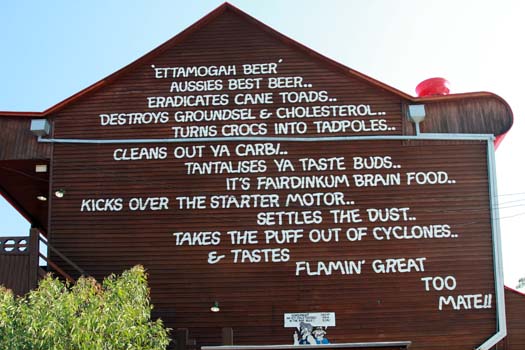 'ETTAMOGAH BEER'
AUSSIES BEST BEER..
ERADICATES CANE TOADS..
DESTROYS GROUNDSEL & CHOLESTEROL..
TURNS CROCS INTO TADPOLES..
CLEANS OUT YA CARBY..
TANTALISES YA TASTE BUDS..
IT'S FAIRDINKUM BRAIN FOOD..
KICKS OVER THE STARTER MOTOR..
SETTLES THE DUST..
TAKES THE PUFF OUT OF CYCLONES..
& TASTES
FLAMIN' GREAT
TOO
MATE!!